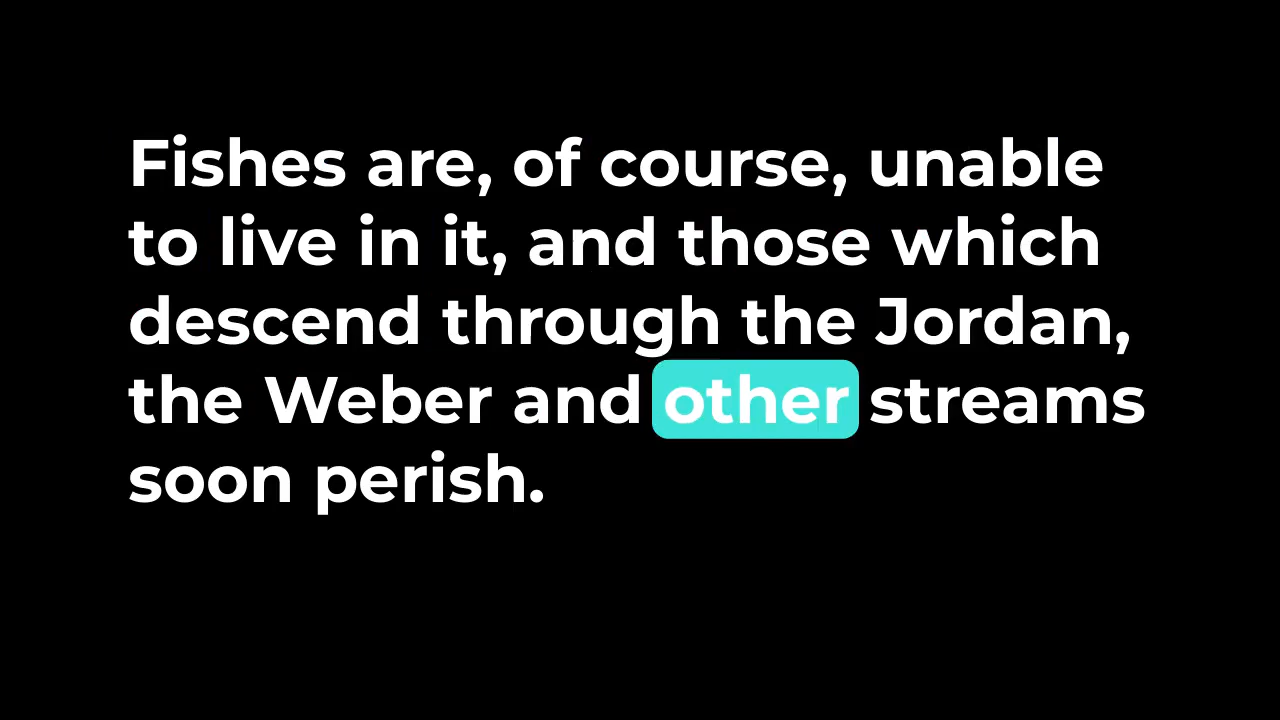 Fishes are, of course, unable
to live in it, and those which
descend through the Jordan,
the Weber and other streams
soon perish.